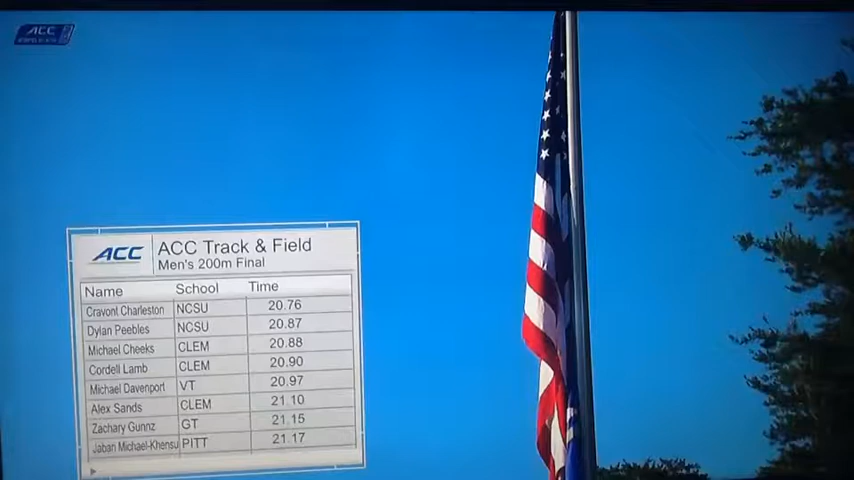 ACC
ACC
ACC Track & Field
Men's 200m Final
Name School Time
Cravont Charleston NCSU 20.76
Dylan Peebles NCSU 20.87
Michael Cheeks CLEM 20.88
Cordell Lamb CLEM 20.90
Michael Davenport VT 20.97
Alex Sands CLEM 21.10
Zachary Gunnz GT 21.15
Jaban Michael-Khensu PITT 21.17